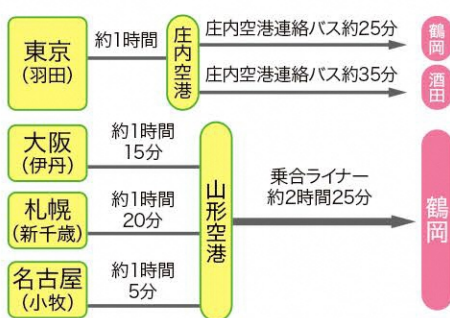 東京
(羽田)
約1時間
庄内空港
庄内空港連絡バス約25分
鶴岡
庄内空港連絡バス約35分
酒田
大阪
(伊丹)
約1時間
15分
札幌
(新千歳)
約1時間
20分
名古屋
(小牧)
約1時間
5分
山形空港
乗合ライナー
約2時間25分
鶴岡